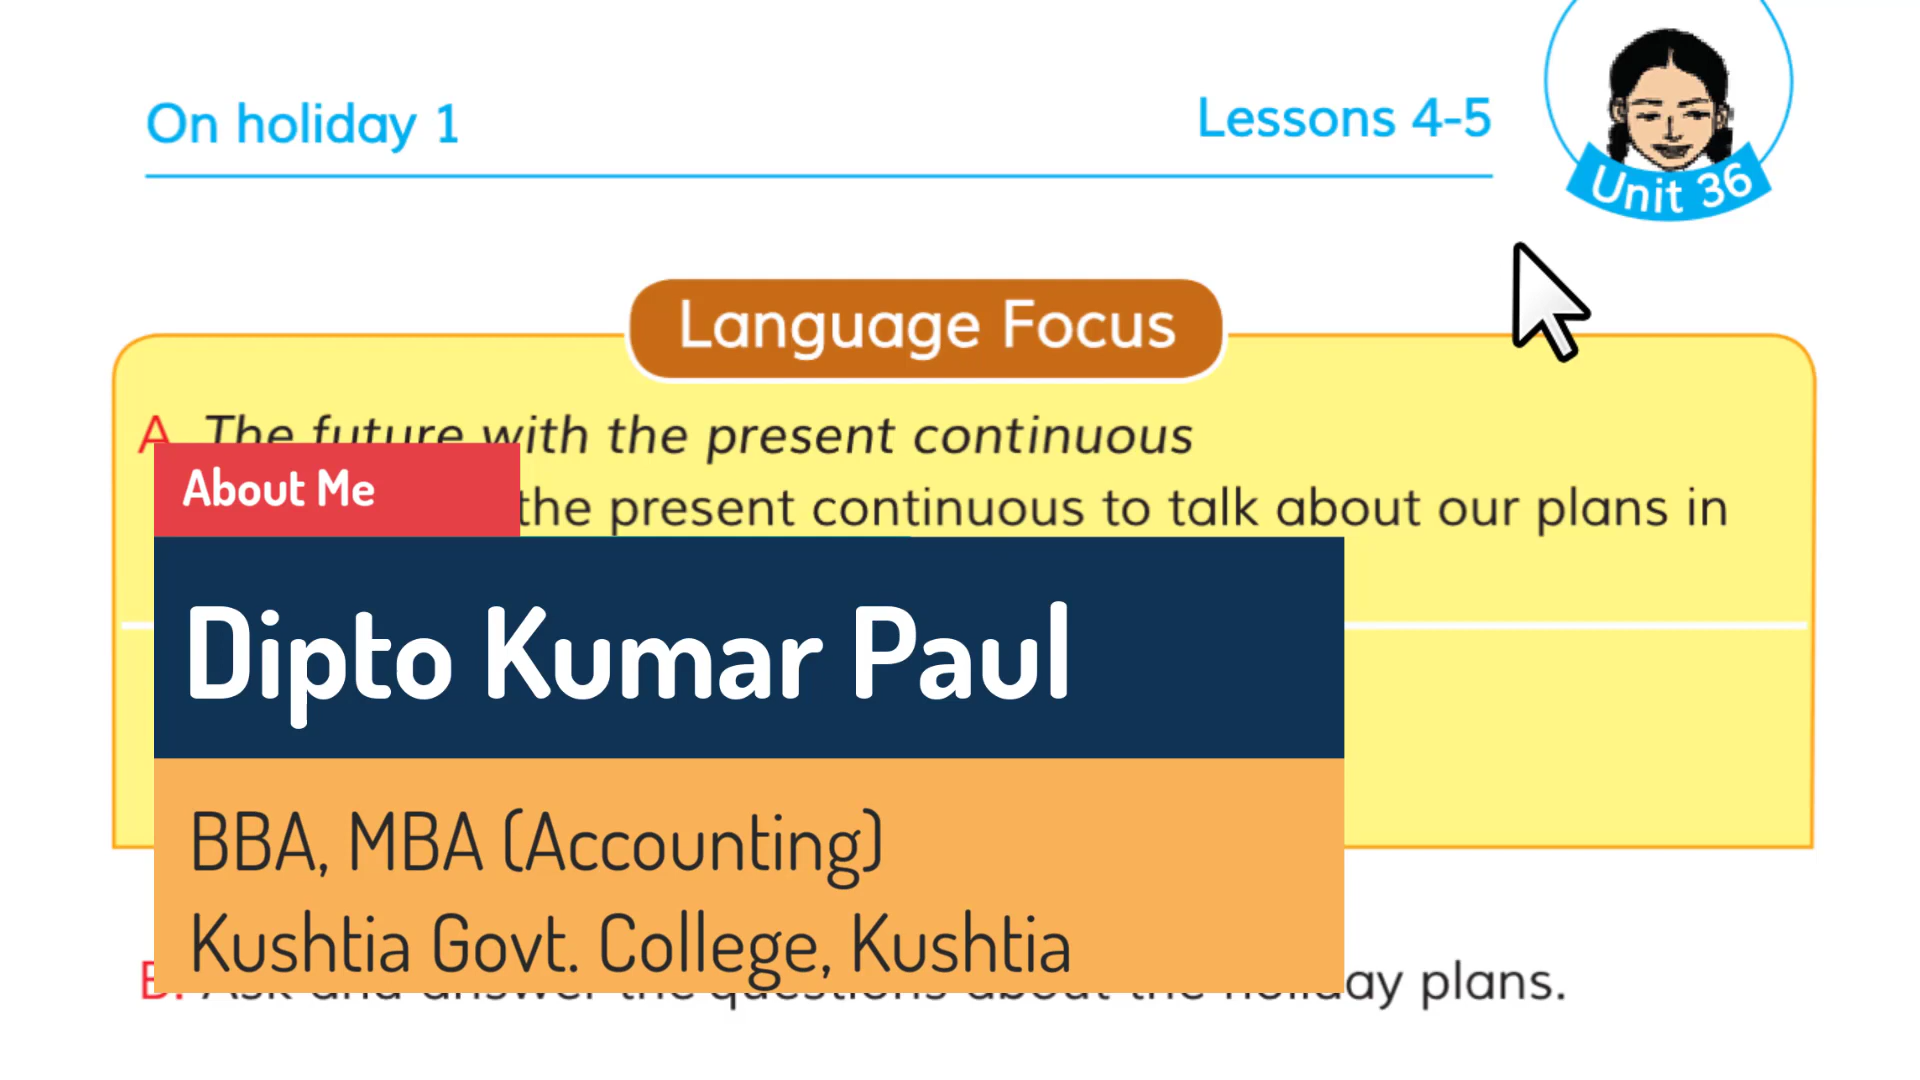 On holiday 1
Lessons 4-5
Unit 36
Language Focus
A. The future with the present continuous
the present continuous to talk about our plans in
About Me
Dipto Kumar Paul
BBA, MBA (Accounting)
Kushtia Govt. College, Kushtia
B. Ask and answer the questions about the holiday plans.